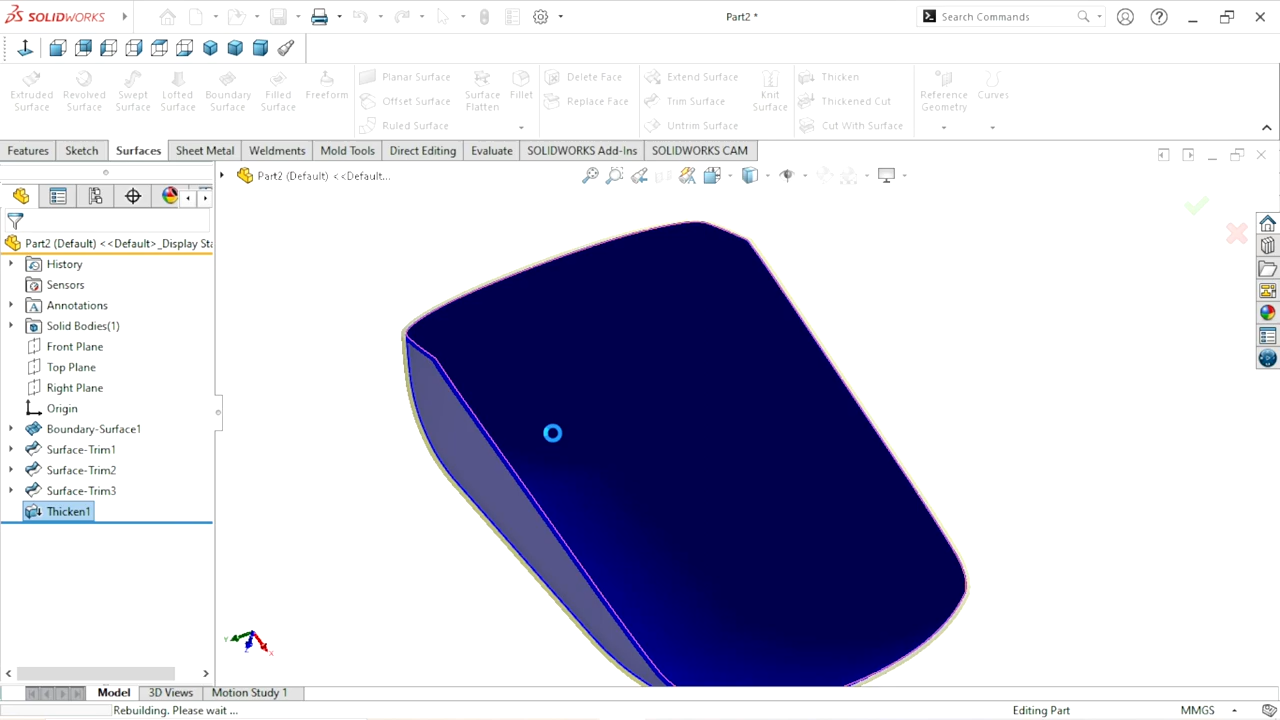 SOLIDWORKS
Part2 *
Search Commands
Extruded Surface
Revolved Surface
Swept Surface
Lofted Surface
Boundary Surface
Filled Surface
Freeform
Planar Surface
Offset Surface
Ruled Surface
Surface Flatten
Fillet
Delete Face
Replace Face
Extend Surface
Trim Surface
Untrim Surface
Knit Surface
Thicken
Thickened Cut
Cut With Surface
Reference Geometry
Curves
Features
Sketch
Surfaces
Sheet Metal
Weldments
Mold Tools
Direct Editing
Evaluate
SOLIDWORKS Add-Ins
SOLIDWORKS CAM
Part2 (Default) <<Default...
Part2 (Default) <<Default>_Display Sta
History
Sensors
Annotations
Solid Bodies(1)
Front Plane
Top Plane
Right Plane
Origin
Boundary-Surface1
Surface-Trim1
Surface-Trim2
Surface-Trim3
Thicken1
Y
Z
X
Model
3D Views
Motion Study 1
Rebuilding. Please wait ...
Editing Part
MMGS